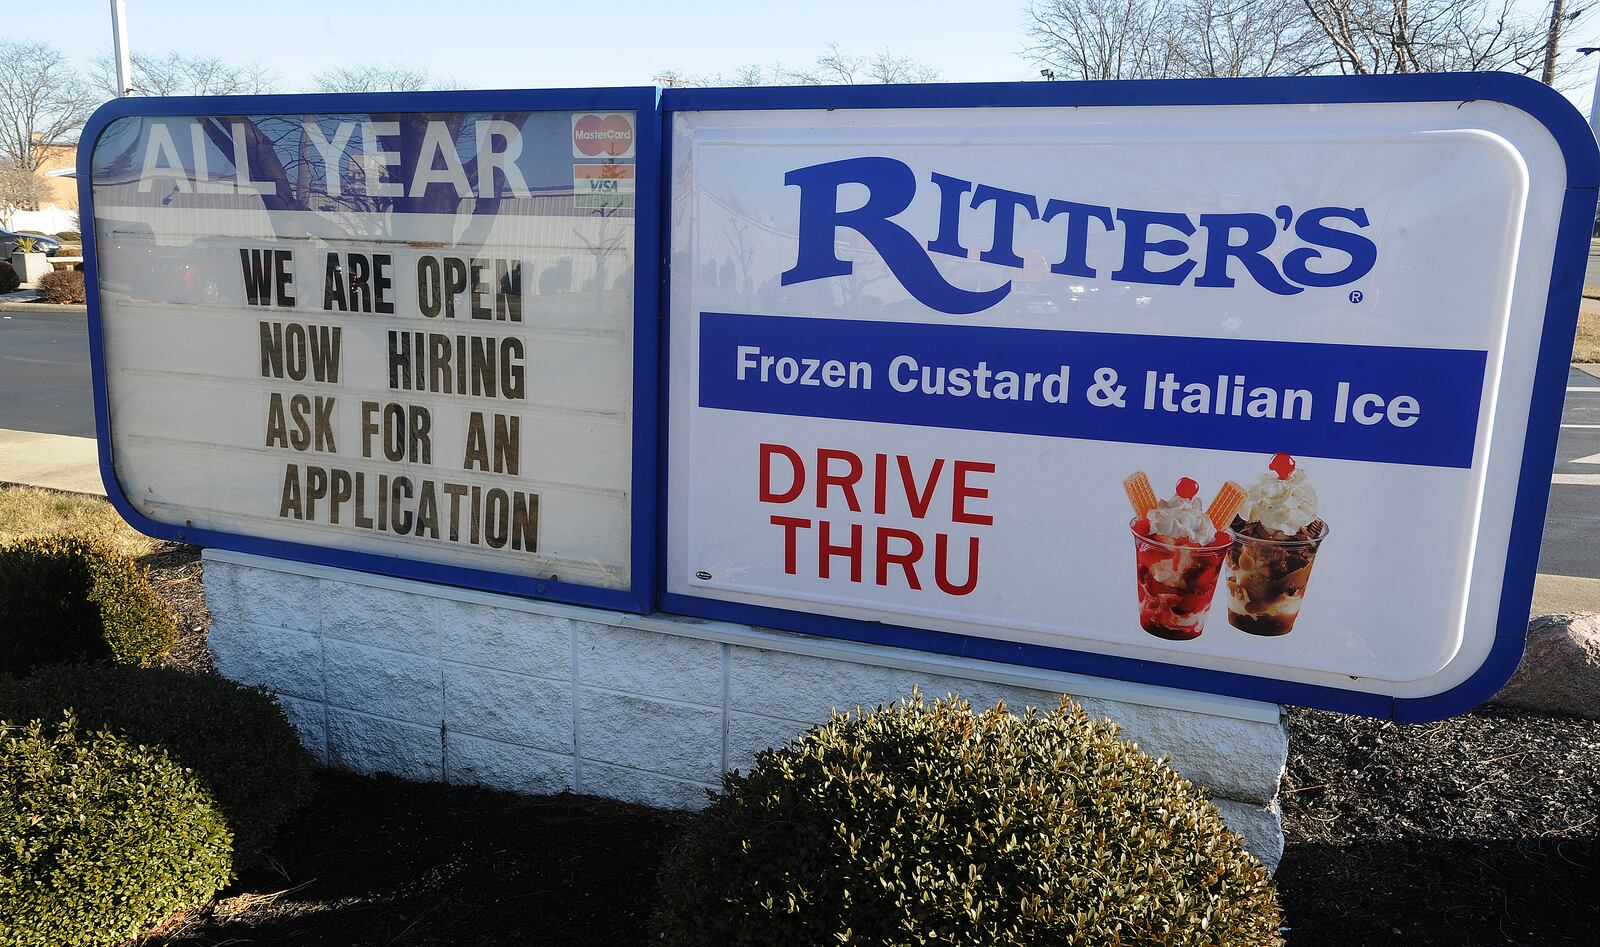 ALL YEAR
MasterCard
VISA
WE ARE OPEN
NOW HIRING
ASK FOR AN
APPLICATION
RITTER'S®
Frozen Custard & Italian Ice
DRIVE
THRU